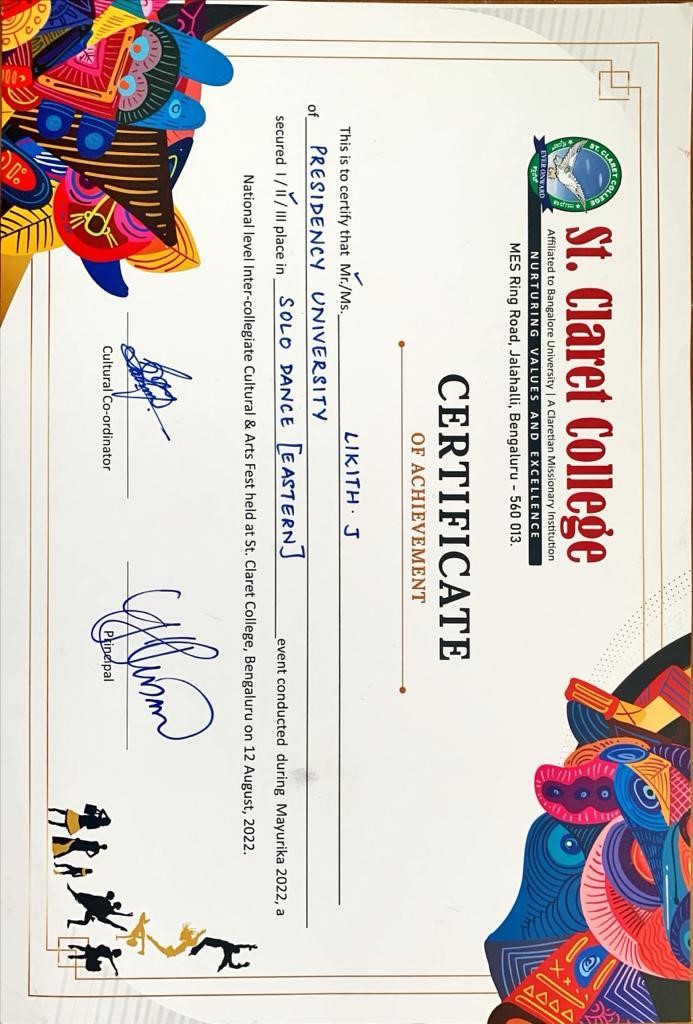 ST. CLARET COLLEGE
EVER ONWARD
St. Claret College
Affiliated to Bangalore University | A Claretian Missionary Institution
NURTURING VALUES AND EXCELLENCE
MES Ring Road, Jalahalli, Bengaluru - 560 013.
CERTIFICATE
OF ACHIEVEMENT
This is to certify that Mr./Ms. LIKITH. J
of PRESIDENCY UNIVERSITY
secured I / II / III place in SOLO DANCE [EASTERN] event conducted during Mayurika 2022, a
National level Inter-collegiate Cultural & Arts Fest held at St. Claret College, Bengaluru on 12 August, 2022.
Cultural Co-ordinator
Principal